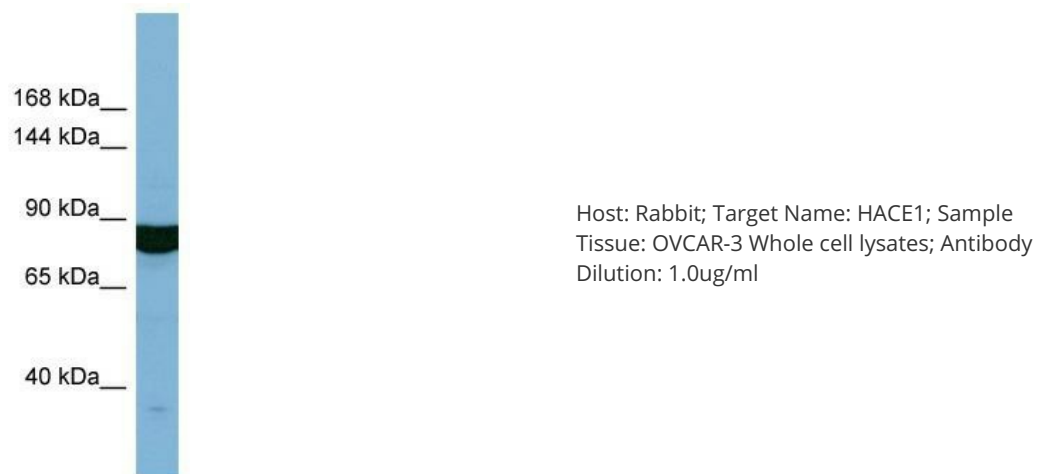 168 kDa__
144 kDa__
90 kDa__
65 kDa__
40 kDa__
Host: Rabbit; Target Name: HACE1; Sample
Tissue: OVCAR-3 Whole cell lysates; Antibody
Dilution: 1.0ug/ml